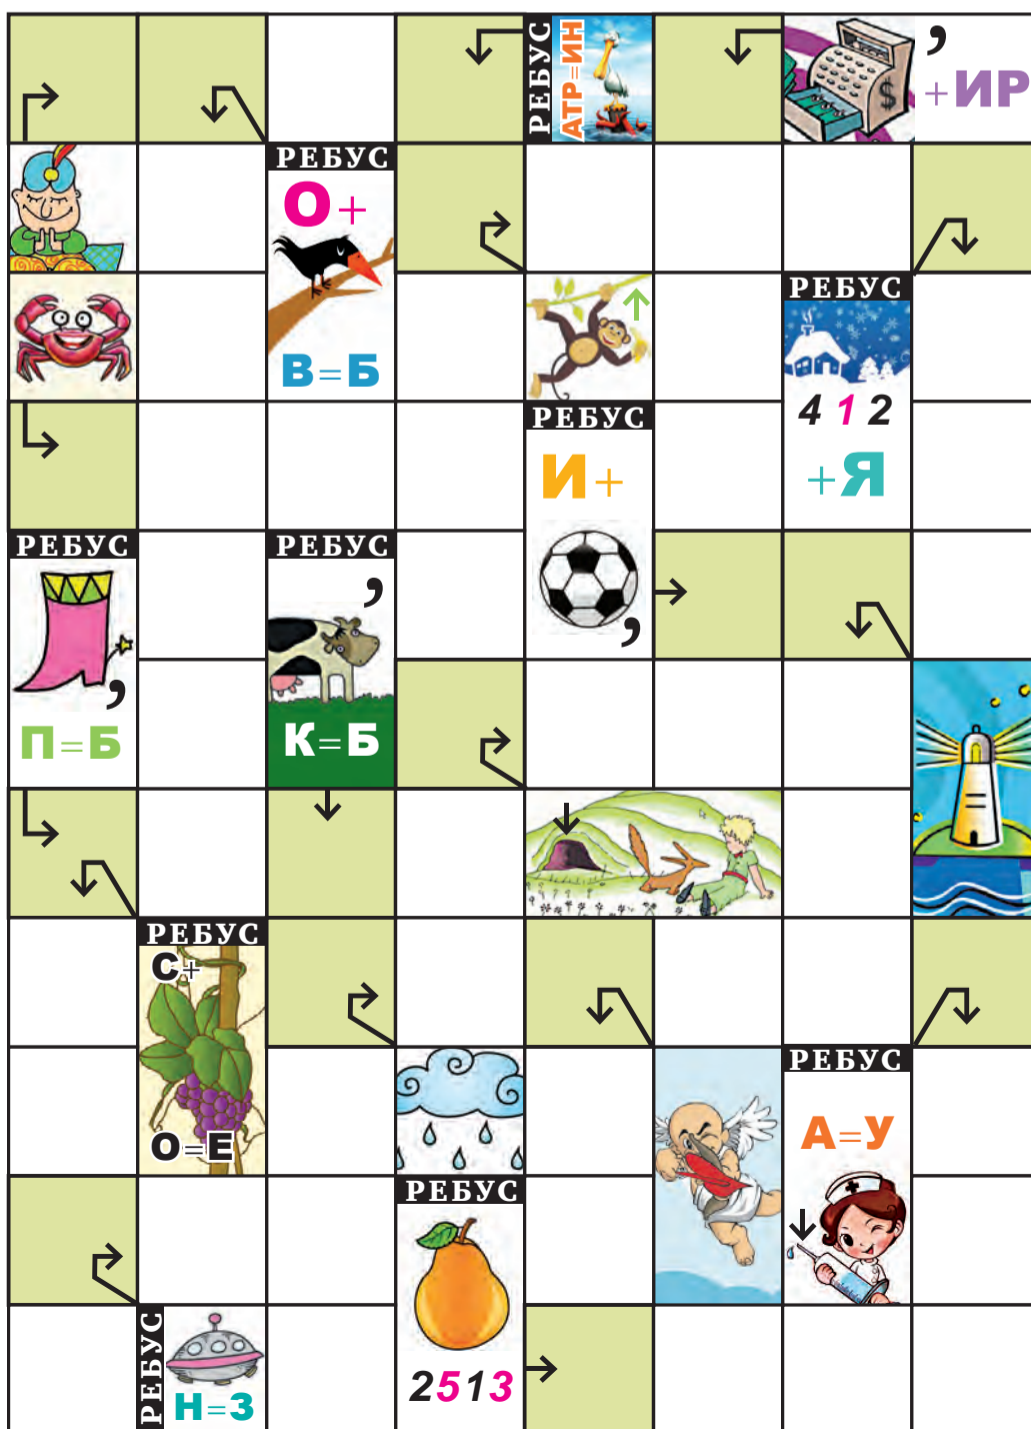 РЕБУС
АТР=ИН
$
,
+ИР
РЕБУС
О+
В=Б
РЕБУС
4 1 2
+Я
РЕБУС
И+
,
РЕБУС
,
П=Б
РЕБУС
,
К=Б
РЕБУС
С+
О=Е
РЕБУС
А=У
РЕБУС
2513
РЕБУС
Н=З